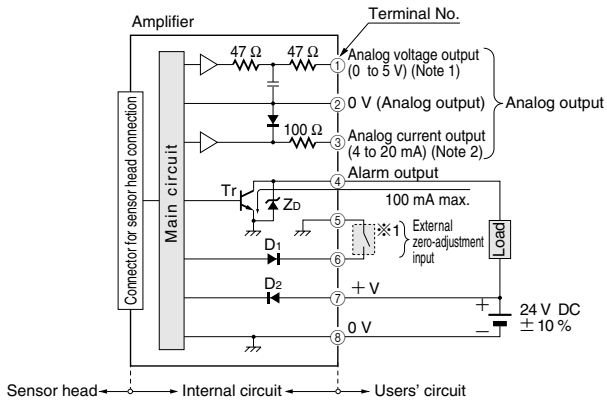 Terminal No.
Amplifier
47 Ω
47 Ω
1
Analog voltage output
(0 to 5 V) (Note 1)
2
0 V (Analog output)
Analog output
100 Ω
3
Analog current output
(4 to 20 mA) (Note 2)
Connector for sensor head connection
Main circuit
4
Alarm output
Tr
ZD
100 mA max.
5
※1
External
zero-adjustment
input
Load
D1
6
D2
7
+ V
+
24 V DC
± 10 %
8
0 V
−
Sensor head
Internal circuit
Users' circuit